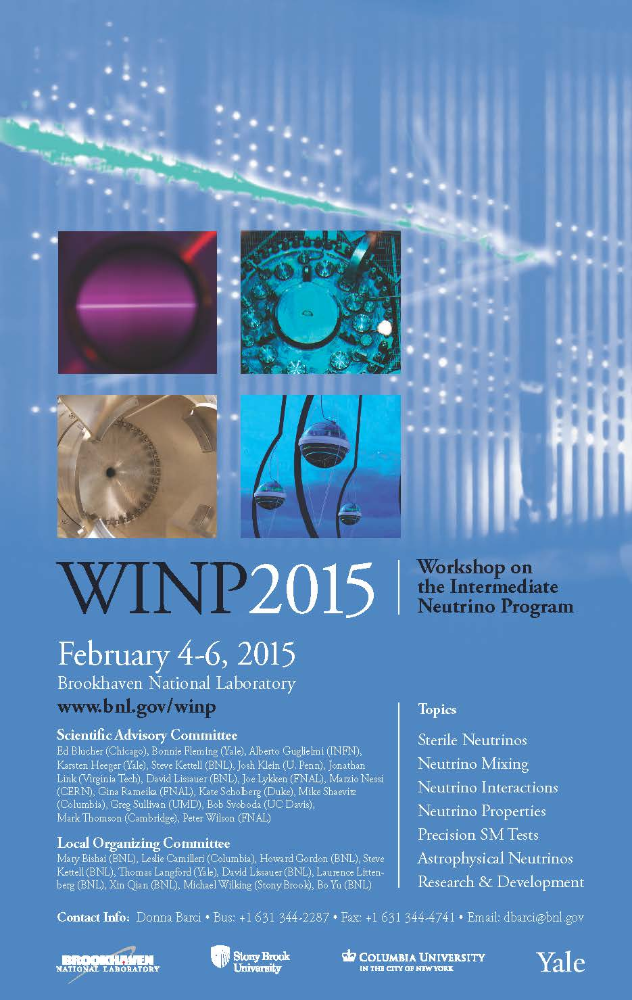 WINP2015
Workshop on
the Intermediate
Neutrino Program
February 4-6, 2015
Brookhaven National Laboratory
www.bnl.gov/winp
Scientific Advisory Committee
Ed Blucher (Chicago), Bonnie Fleming (Yale), Alberto Guglielmi (INFN),
Karsten Heeger (Yale), Steve Kettell (BNL), Josh Klein (U. Penn), Jonathan
Link (Virginia Tech), David Lissauer (BNL), Joe Lykken (FNAL), Marzio Nessi
(CERN), Gina Rameika (FNAL), Kate Scholberg (Duke), Mike Shaevitz
(Columbia), Greg Sullivan (UMD), Bob Svoboda (UC Davis),
Mark Thomson (Cambridge), Peter Wilson (FNAL)
Local Organizing Committee
Mary Bishai (BNL), Leslie Camilleri (Columbia), Howard Gordon (BNL), Steve
Kettell (BNL), Thomas Langford (Yale), David Lissauer (BNL), Laurence Litten-
berg (BNL), Xin Qian (BNL), Michael Wilking (Stony Brook), Bo Yu (BNL)
Topics
Sterile Neutrinos
Neutrino Mixing
Neutrino Interactions
Neutrino Properties
Precision SM Tests
Astrophysical Neutrinos
Research & Development
Contact Info: Donna Barci • Bus: +1 631 344-2287 • Fax: +1 631 344-4741 • Email: dbarci@bnl.gov
BROOKHAVEN
NATIONAL LABORATORY
Stony Brook
University
COLUMBIA UNIVERSITY
IN THE CITY OF NEW YORK
Yale